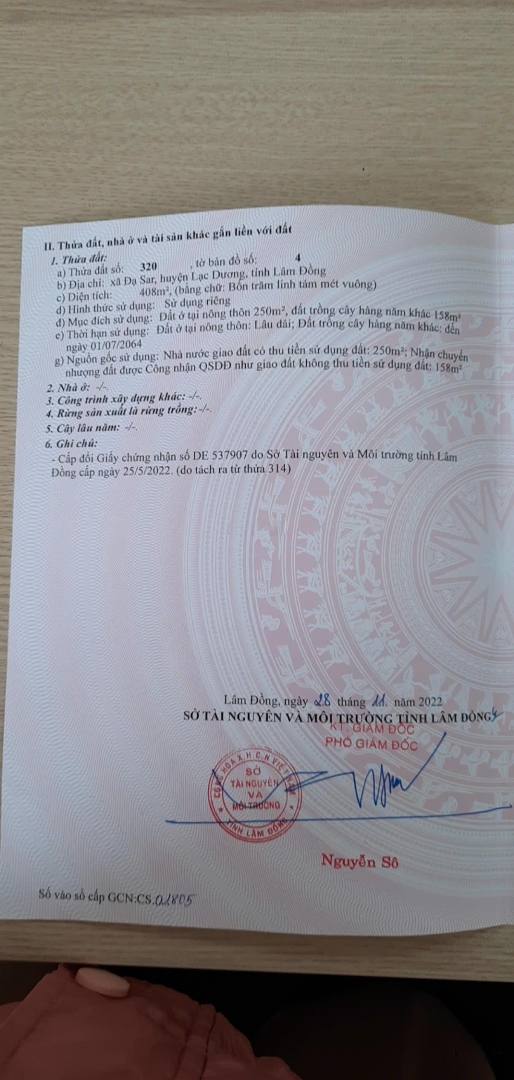 II. Thửa đất, nhà ở và tài sản khác gắn liền với đất
1. Thửa đất:
a) Thửa đất số: 320 , tờ bản đồ số: 4
b) Địa chỉ: xã Đạ Sar, huyện Lạc Dương, tỉnh Lâm Đồng
c) Diện tích: 408m², (bằng chữ: Bốn trăm linh tám mét vuông)
d) Hình thức sử dụng: Sử dụng riêng
đ) Mục đích sử dụng: Đất ở tại nông thôn 250m², đất trồng cây hàng năm khác 158m²
e) Thời hạn sử dụng: Đất ở tại nông thôn: Lâu dài; Đất trồng cây hàng năm khác: đến
ngày 01/07/2064
g) Nguồn gốc sử dụng: Nhà nước giao đất có thu tiền sử dụng đất: 250m²; Nhận chuyển
nhượng đất được Công nhận QSDĐ như giao đất không thu tiền sử dụng đất: 158m²
2. Nhà ở: -/-.
3. Công trình xây dựng khác: -/-.
4. Rừng sản xuất là rừng trồng: -/-.
5. Cây lâu năm: -/-.
6. Ghi chú:
- Cấp đổi Giấy chứng nhận số DE 537907 do Sở Tài nguyên và Môi trường tỉnh Lâm
Đồng cấp ngày 25/5/2022. (do tách ra từ thửa 314)
Lâm Đồng, ngày 28 tháng 11. năm 2022
SỞ TÀI NGUYÊN VÀ MÔI TRƯỜNG TỈNH LÂM ĐỒNG
KT. GIÁM ĐỐC
PHÓ GIÁM ĐỐC
CỘNG HÒA X.H.C.N VIỆT NAM
SỞ
TÀI NGUYÊN
VÀ
MÔI TRƯỜNG
TỈNH LÂM ĐỒNG
Nguyễn Sô
Số vào sổ cấp GCN:CS.01805